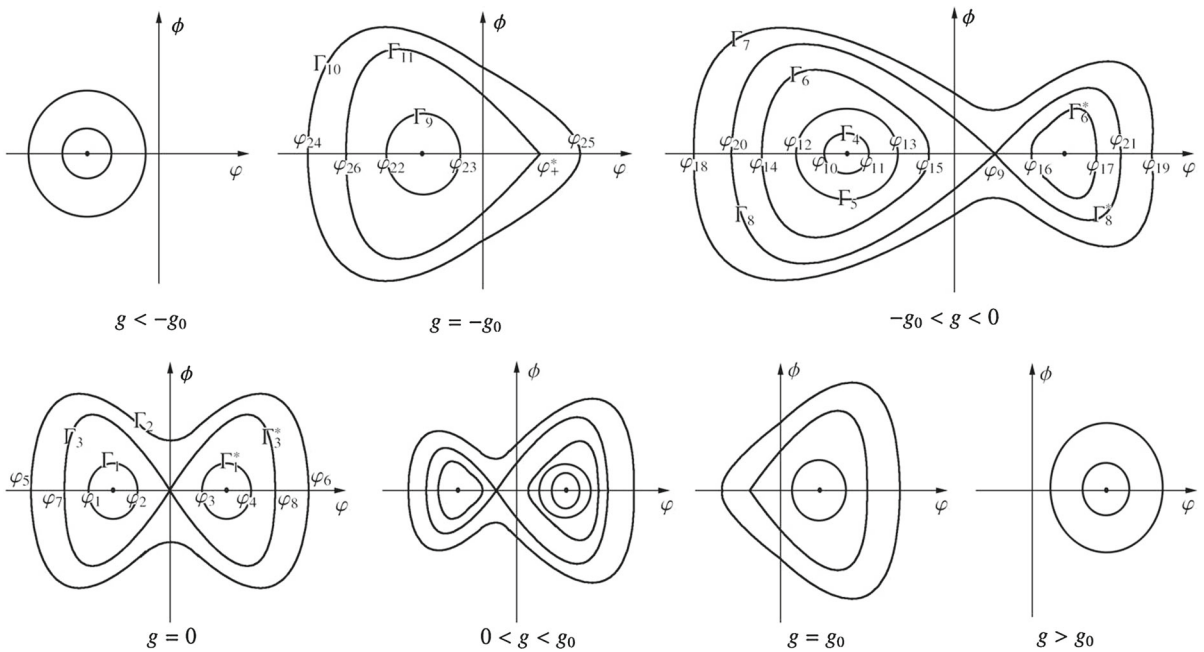 ϕ
φ
g < −g₀
ϕ
Γ₁₀
Γ₁₁
Γ₉
φ₂₄
φ₂₆
φ₂₂
φ₂₃
φ₊*
φ₂₅
φ
g = −g₀
ϕ
Γ₇
Γ₆
Γ₄
Γ₆*
φ₁₈
φ₂₀
φ₁₄
φ₁₂
φ₁₀
φ₁₁
φ₁₃
φ₁₅
φ₉
φ₁₆
φ₁₇
φ₂₁
φ₁₉
φ
Γ₈
Γ₅
Γ₈*
−g₀ < g < 0
ϕ
Γ₂
Γ₃
Γ₃*
Γ₁
Γ₁*
φ₅
φ₇
φ₁
φ₂
φ₃
φ₄
φ₈
φ₆
φ
g = 0
ϕ
φ
0 < g < g₀
ϕ
φ
g = g₀
ϕ
φ
g > g₀